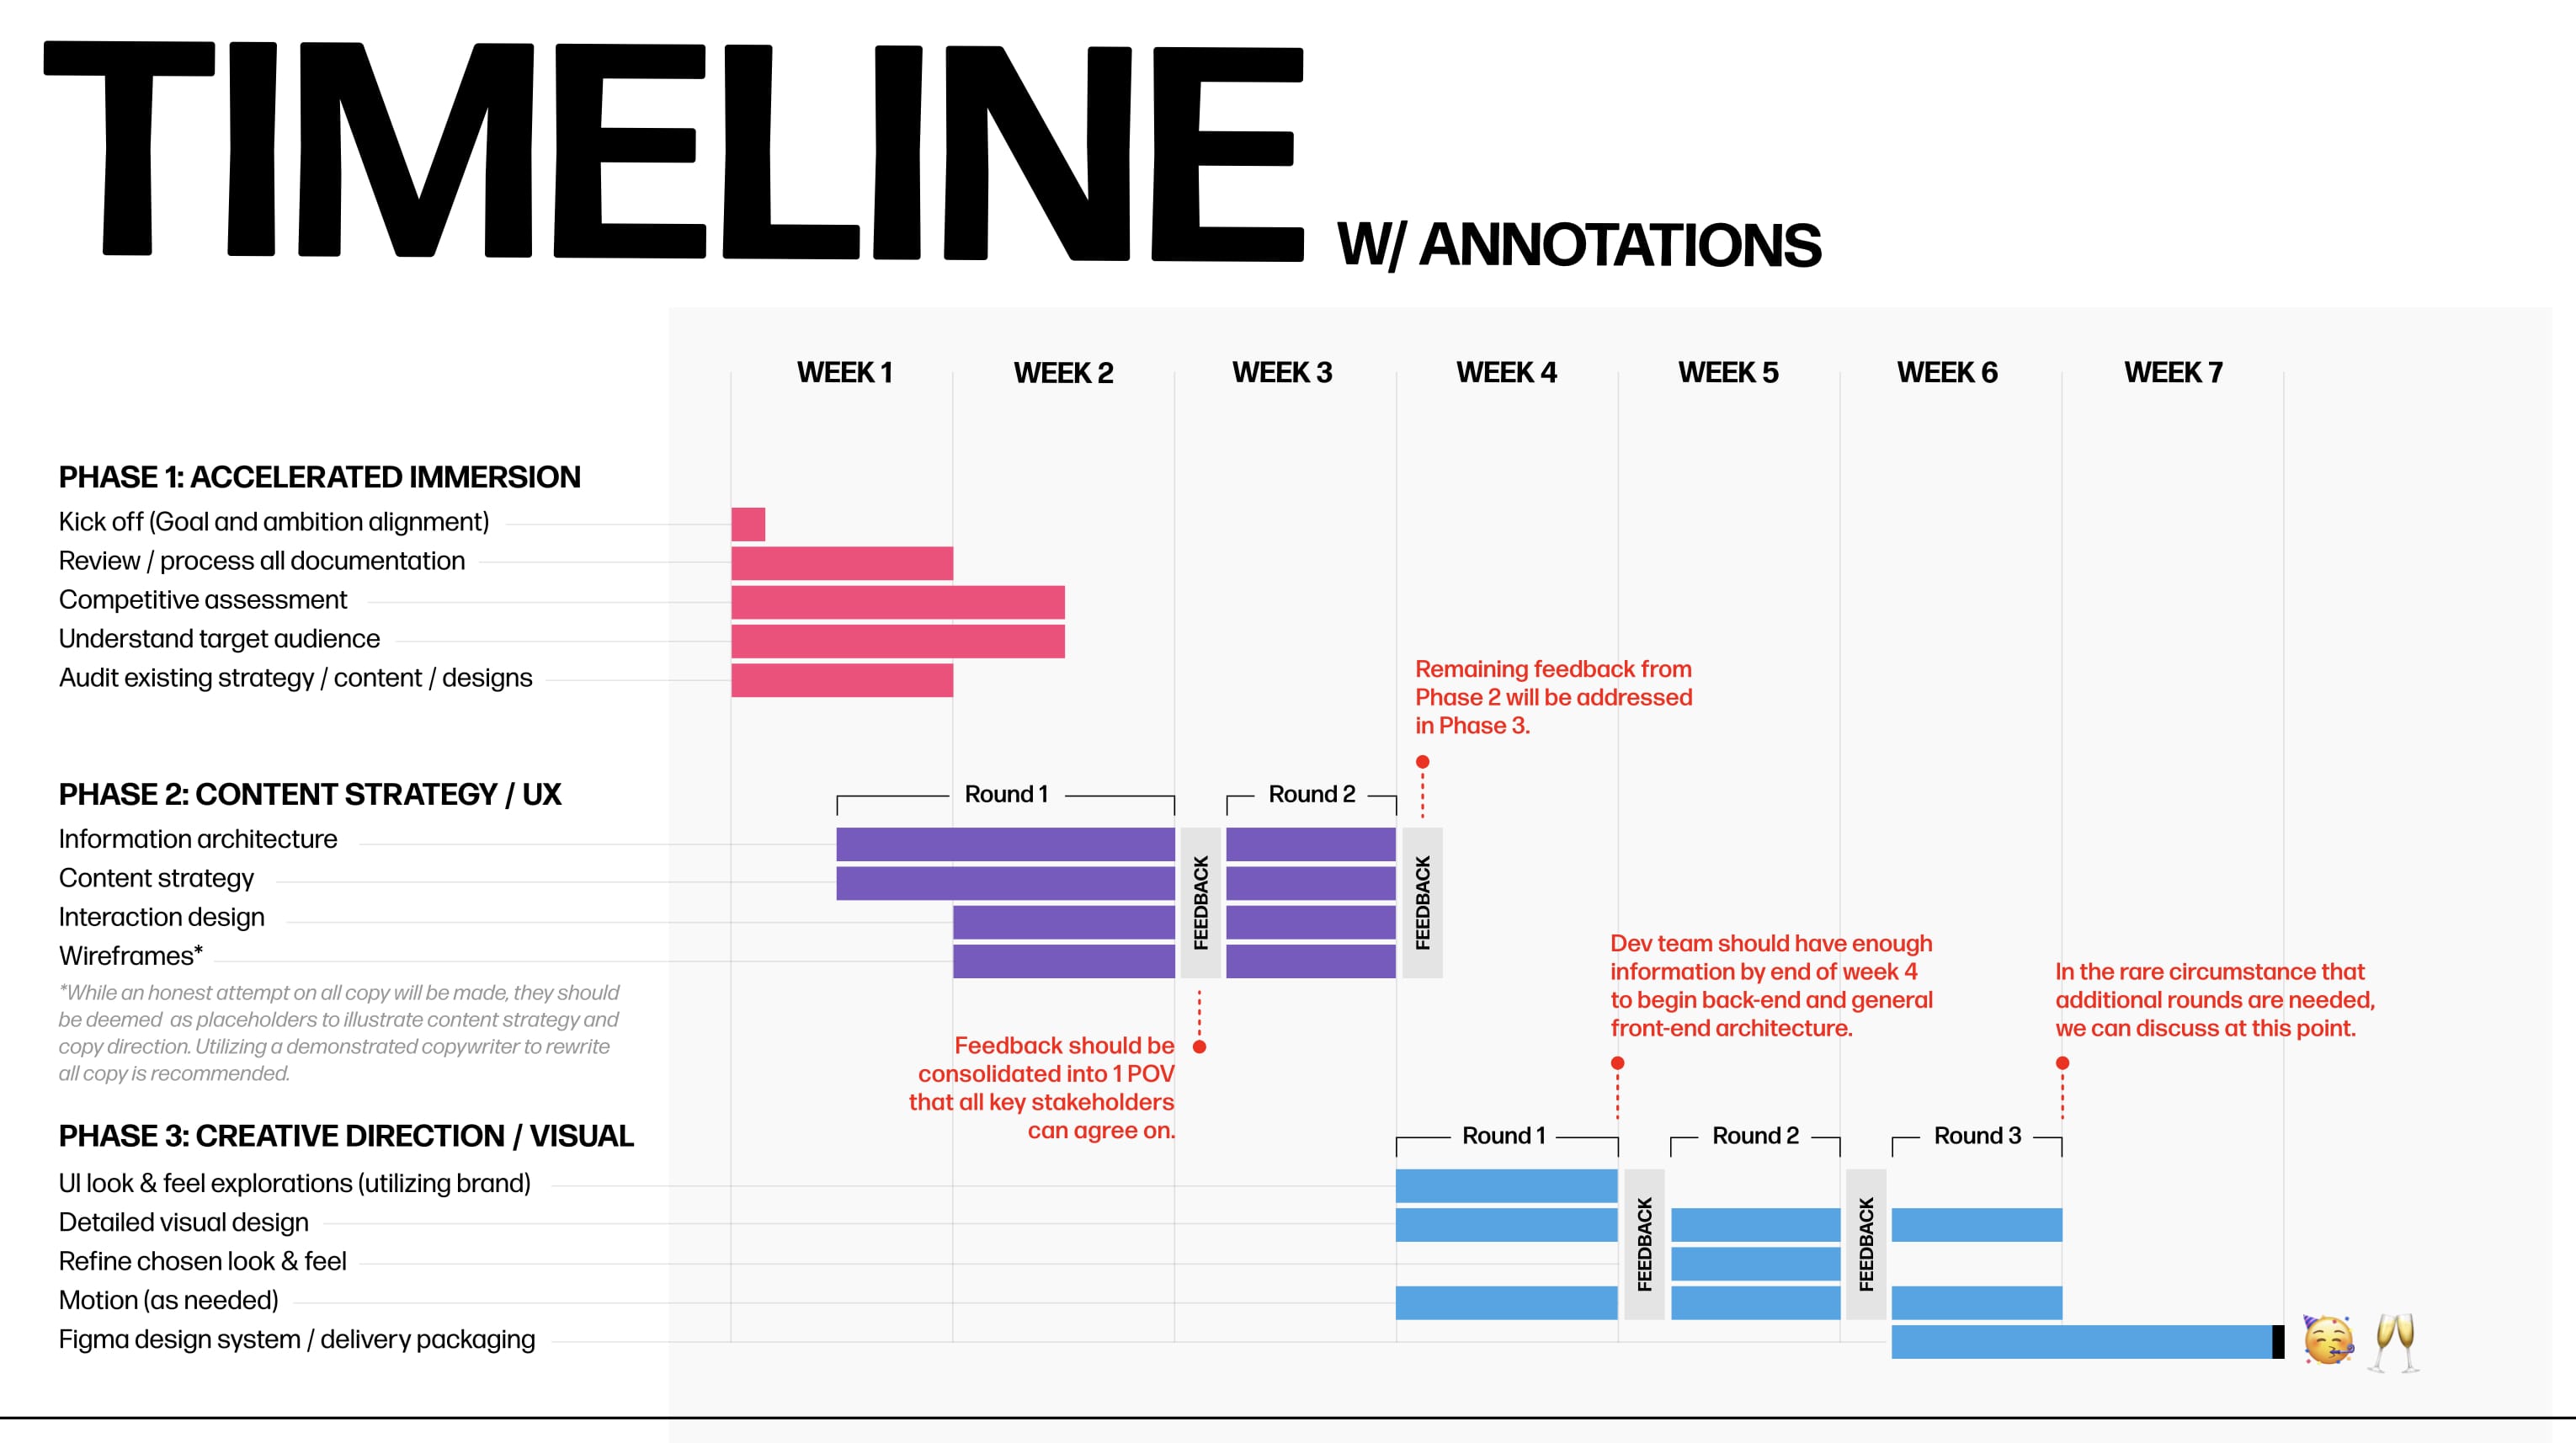 TIMELINE W/ ANNOTATIONS
WEEK 1 WEEK 2 WEEK 3 WEEK 4 WEEK 5 WEEK 6 WEEK 7
PHASE 1: ACCELERATED IMMERSION
Kick off (Goal and ambition alignment)
Review / process all documentation
Competitive assessment
Understand target audience
Audit existing strategy / content / designs
Remaining feedback from
Phase 2 will be addressed
in Phase 3.
PHASE 2: CONTENT STRATEGY / UX
Round 1 Round 2
Information architecture
Content strategy
Interaction design
Wireframes*
FEEDBACK
FEEDBACK
*While an honest attempt on all copy will be made, they should
be deemed as placeholders to illustrate content strategy and
copy direction. Utilizing a demonstrated copywriter to rewrite
all copy is recommended.
Feedback should be
consolidated into 1 POV
that all key stakeholders
can agree on.
Dev team should have enough
information by end of week 4
to begin back-end and general
front-end architecture.
In the rare circumstance that
additional rounds are needed,
we can discuss at this point.
PHASE 3: CREATIVE DIRECTION / VISUAL
Round 1 Round 2 Round 3
UI look & feel explorations (utilizing brand)
Detailed visual design
Refine chosen look & feel
Motion (as needed)
Figma design system / delivery packaging
FEEDBACK
FEEDBACK